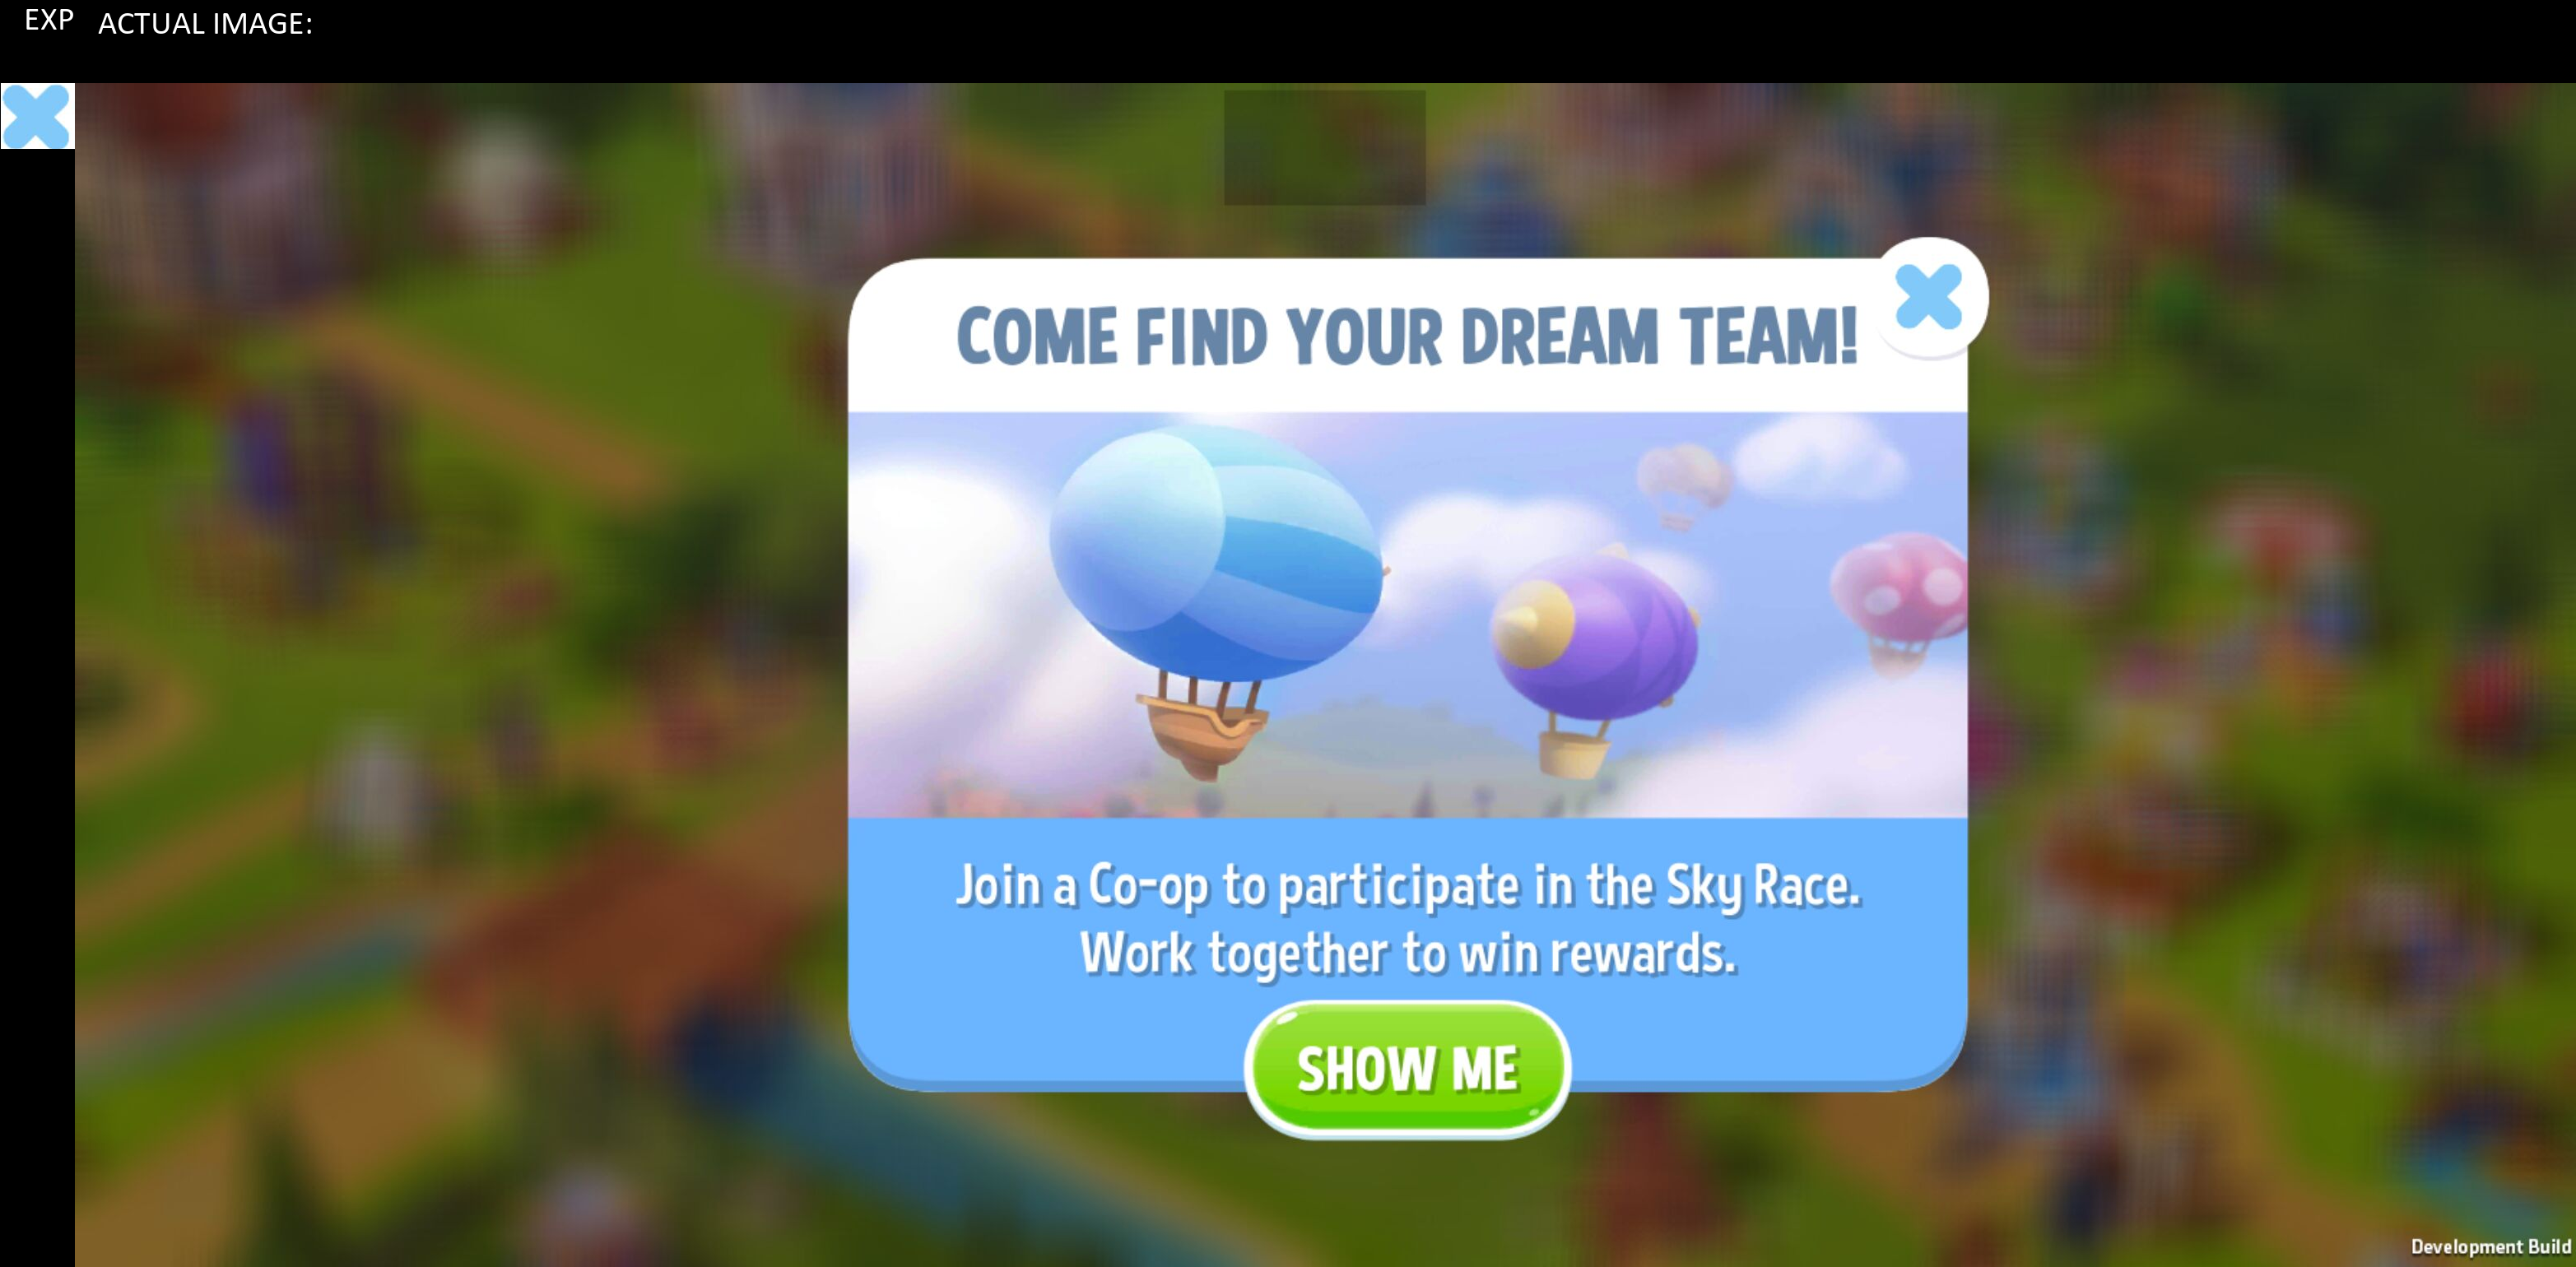 EXP
ACTUAL IMAGE:
COME FIND YOUR DREAM TEAM!
Join a Co-op to participate in the Sky Race.
Work together to win rewards.
SHOW ME
Development Build